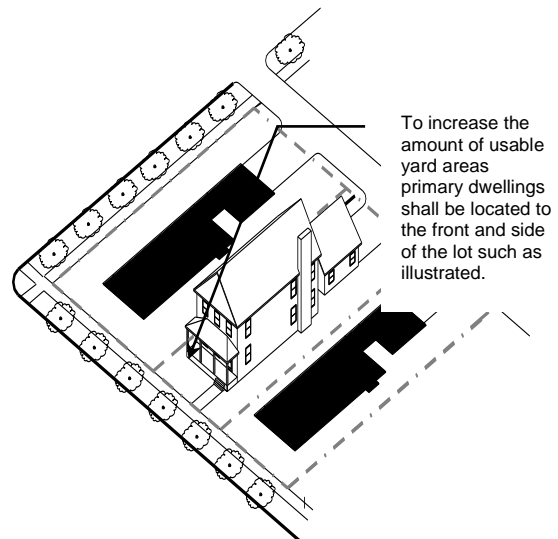 To increase the
amount of usable
yard areas
primary dwellings
shall be located to
the front and side
of the lot such as
illustrated.